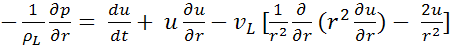 − 1/ρ_L ∂p/∂r = du/dt + u ∂u/∂r − v_L [1/r² ∂/∂r (r² ∂u/∂r) − 2u/r²]